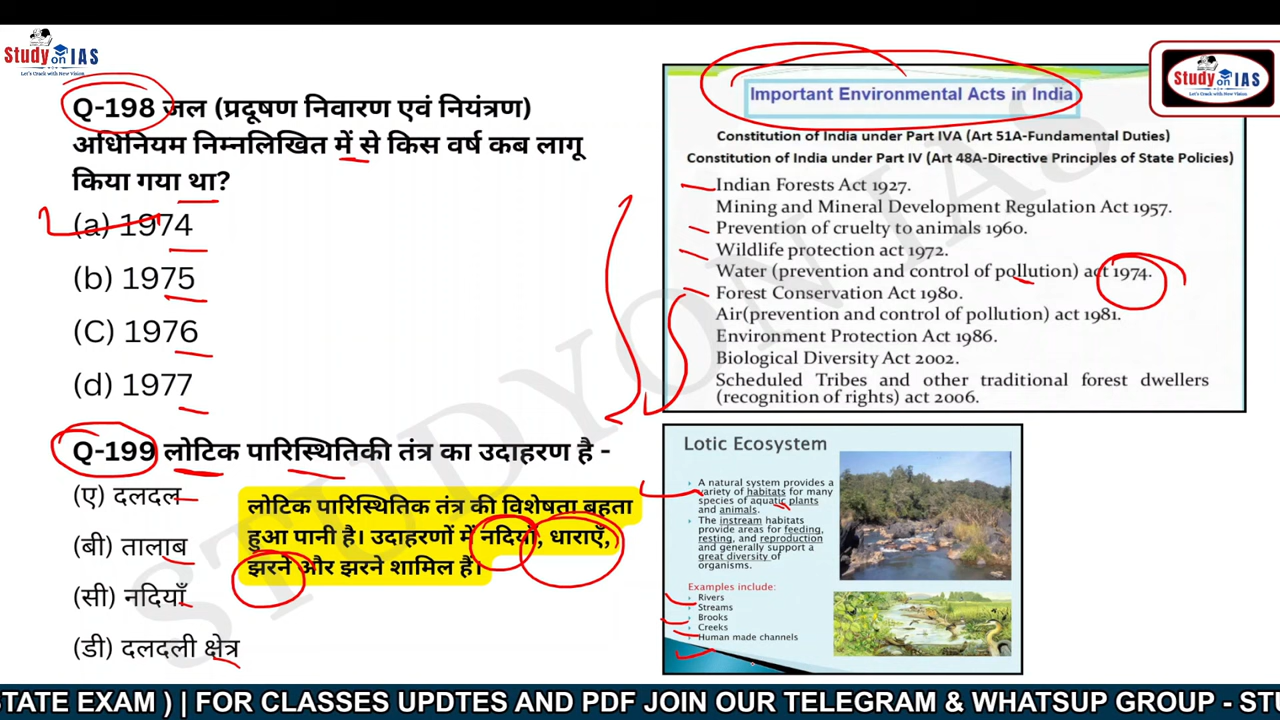 Study on IAS
Let's Crack with New Vision
Q-198 जल (प्रदूषण निवारण एवं नियंत्रण)
अधिनियम निम्नलिखित में से किस वर्ष कब लागू
किया गया था?
(a) 1974
(b) 1975
(C) 1976
(d) 1977
Q-199 लोटिक पारिस्थितिकी तंत्र का उदाहरण है -
(ए) दलदल
(बी) तालाब
(सी) नदियाँ
(डी) दलदली क्षेत्र
लोटिक पारिस्थितिक तंत्र की विशेषता बहता
हुआ पानी है। उदाहरणों में नदियाँ, धाराएँ,
झरने और झरने शामिल हैं।
Study on IAS
Let's Crack with New Vision
Important Environmental Acts in India
Constitution of India under Part IVA (Art 51A-Fundamental Duties)
Constitution of India under Part IV (Art 48A-Directive Principles of State Policies)
Indian Forests Act 1927.
Mining and Mineral Development Regulation Act 1957.
Prevention of cruelty to animals 1960.
Wildlife protection act 1972.
Water (prevention and control of pollution) act 1974.
Forest Conservation Act 1980.
Air(prevention and control of pollution) act 1981.
Environment Protection Act 1986.
Biological Diversity Act 2002.
Scheduled Tribes and other traditional forest dwellers
(recognition of rights) act 2006.
Lotic Ecosystem
A natural system provides a
variety of habitats for many
species of aquatic plants
and animals.
The instream habitats
provide areas for feeding,
resting, and reproduction
and generally support a
great diversity of
organisms.
Examples include:
Rivers
Streams
Brooks
Creeks
Human made channels
STUDY ON IAS
STATE EXAM ) | FOR CLASSES UPDTES AND PDF JOIN OUR TELEGRAM & WHATSUP GROUP - STU